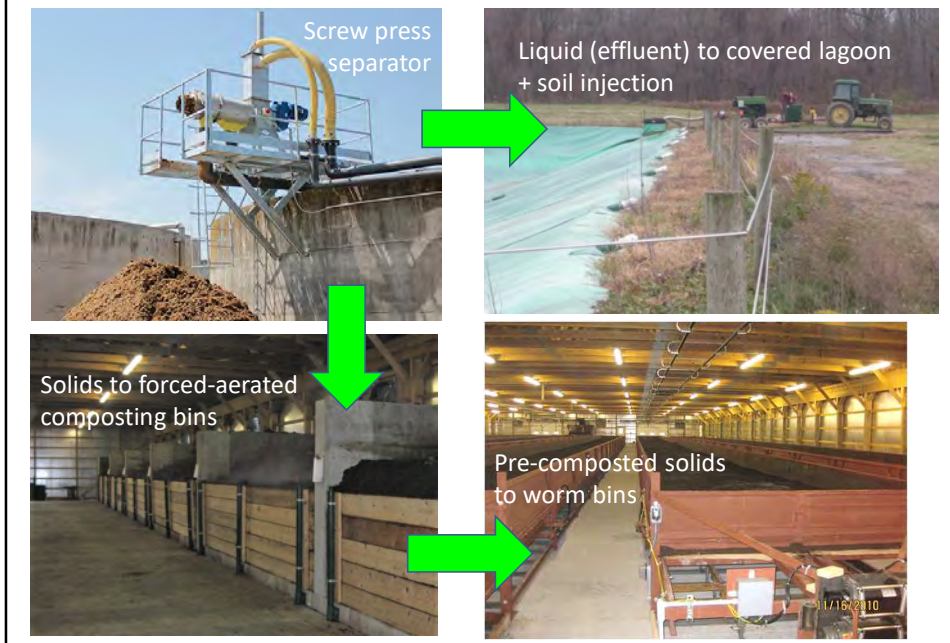 Screw press
separator
Liquid (effluent) to covered lagoon
+ soil injection
Solids to forced-aerated
composting bins
Pre-composted solids
to worm bins
11/16/2010